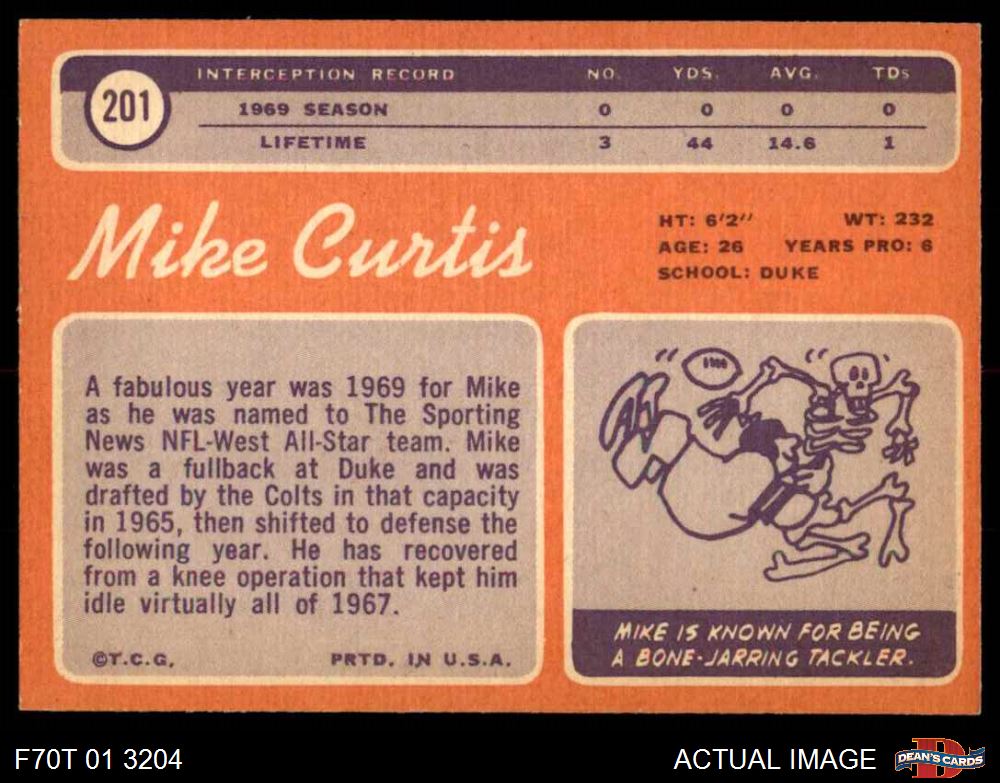 201
INTERCEPTION RECORD NO. YDS. AVG. TDs
1969 SEASON 0 0 0 0
LIFETIME 3 44 14.6 1
Mike Curtis
HT: 6'2" WT: 232
AGE: 26 YEARS PRO: 6
SCHOOL: DUKE
A fabulous year was 1969 for Mike
as he was named to The Sporting
News NFL-West All-Star team. Mike
was a fullback at Duke and was
drafted by the Colts in that capacity
in 1965, then shifted to defense the
following year. He has recovered
from a knee operation that kept him
idle virtually all of 1967.
©T.C.G. PRTD. IN U.S.A.
MIKE IS KNOWN FOR BEING
A BONE-JARRING TACKLER.
F70T 01 3204 ACTUAL IMAGE
DEAN'S CARDS